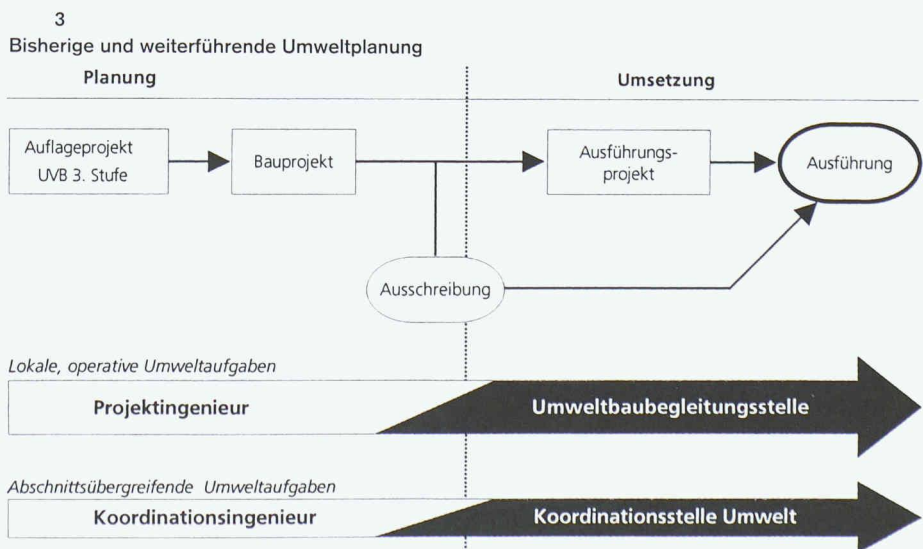 3
Bisherige und weiterführende Umweltplanung
Planung
Umsetzung
Auflageprojekt
UVB 3. Stufe
Bauprojekt
Ausführungs-
projekt
Ausführung
Ausschreibung
Lokale, operative Umweltaufgaben
Projektingenieur
Umweltbaubegleitungsstelle
Abschnittsübergreifende Umweltaufgaben
Koordinationsingenieur
Koordinationsstelle Umwelt